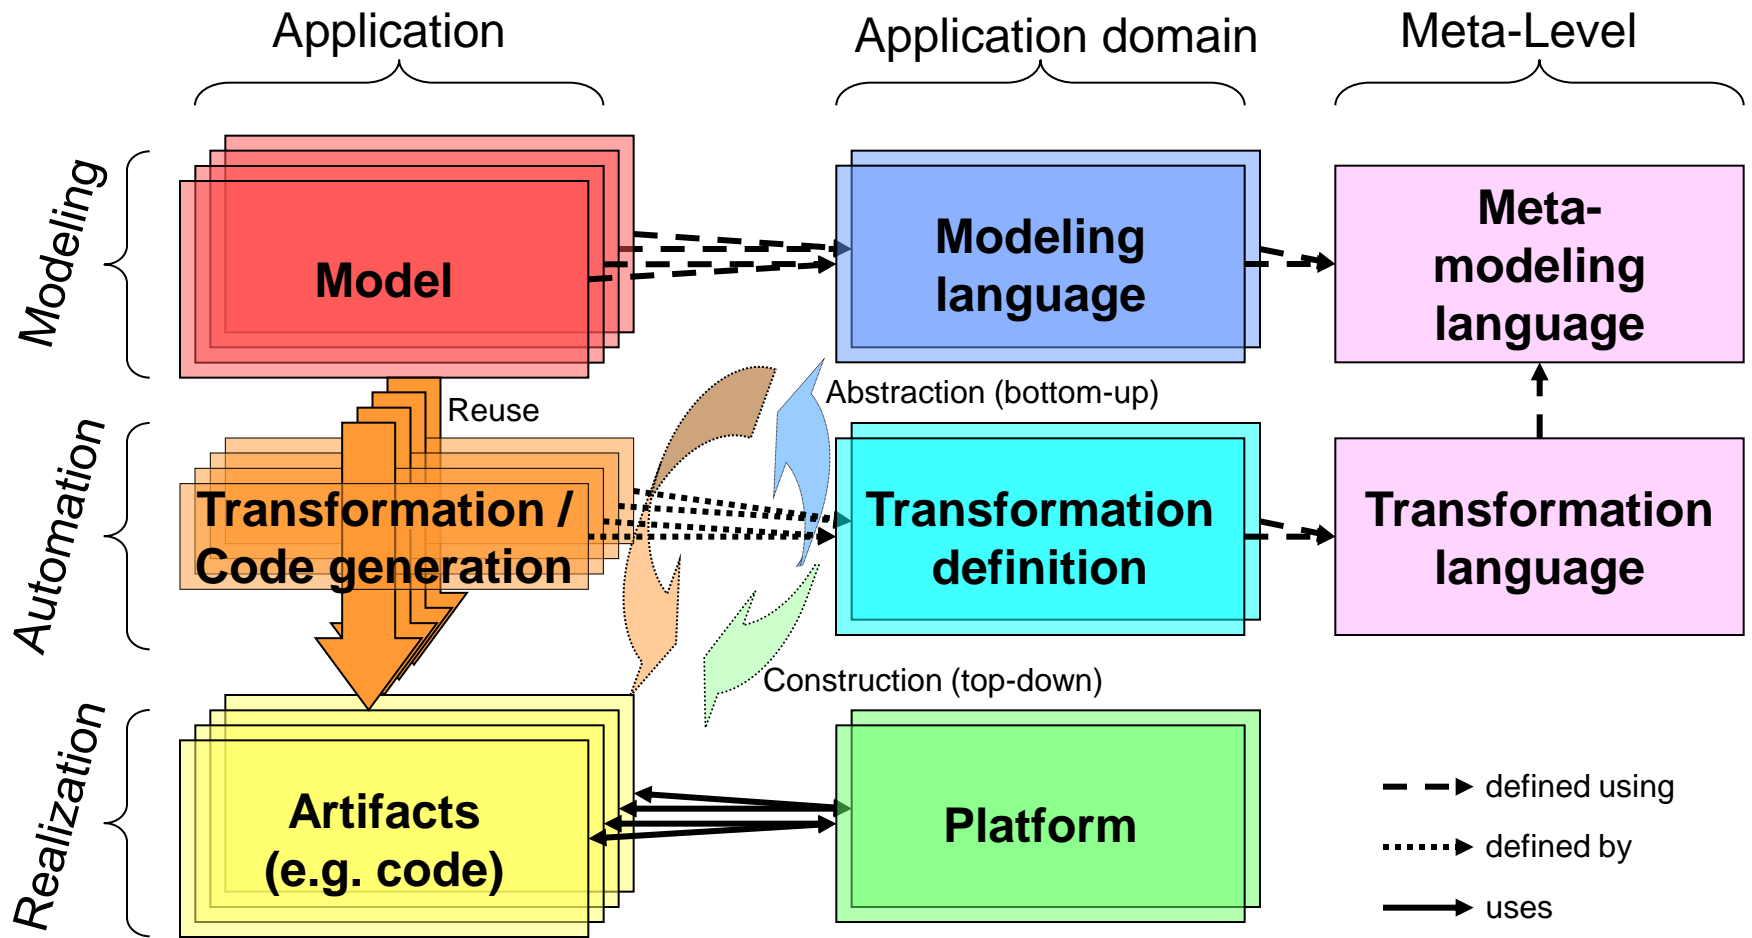 Application
Application domain
Meta-Level
Modeling
Model
Modeling
language
Meta-
modeling
language
Reuse
Abstraction (bottom-up)
Automation
Transformation /
Code generation
Transformation
definition
Transformation
language
Construction (top-down)
Realization
Artifacts
(e.g. code)
Platform
defined using
defined by
uses